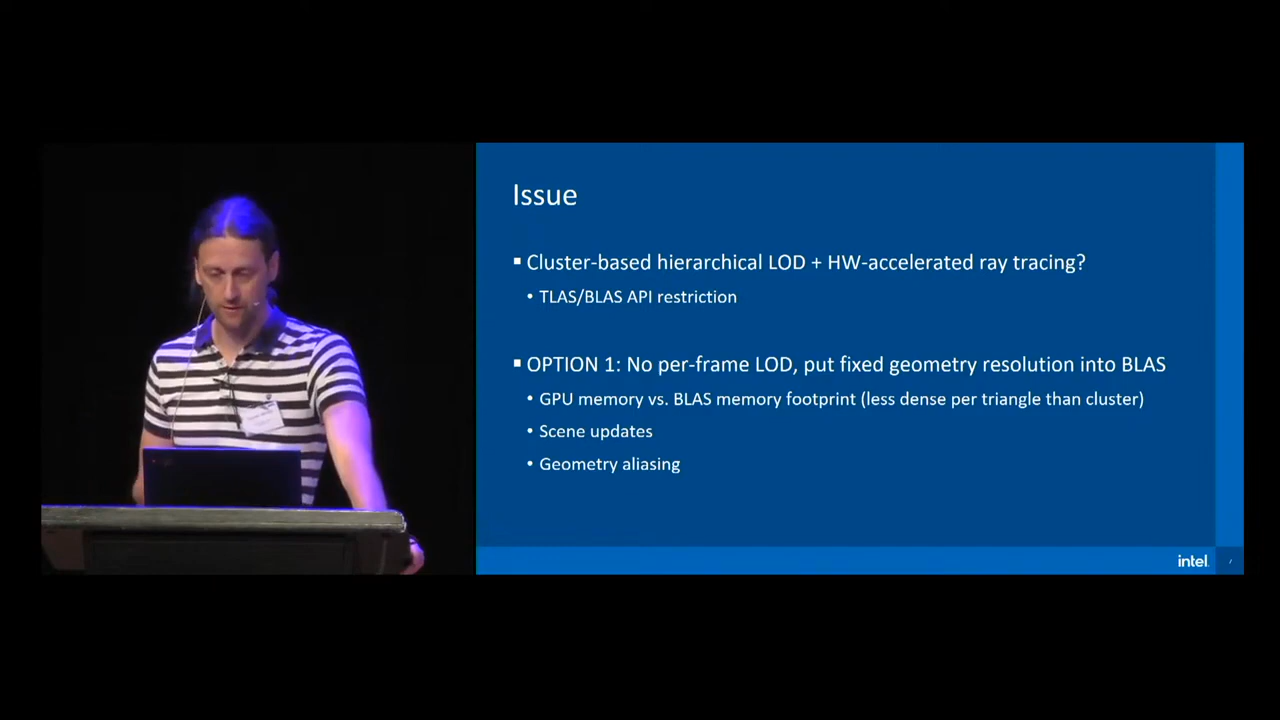 Issue
▪ Cluster-based hierarchical LOD + HW-accelerated ray tracing?
• TLAS/BLAS API restriction
▪ OPTION 1: No per-frame LOD, put fixed geometry resolution into BLAS
• GPU memory vs. BLAS memory footprint (less dense per triangle than cluster)
• Scene updates
• Geometry aliasing
intel.